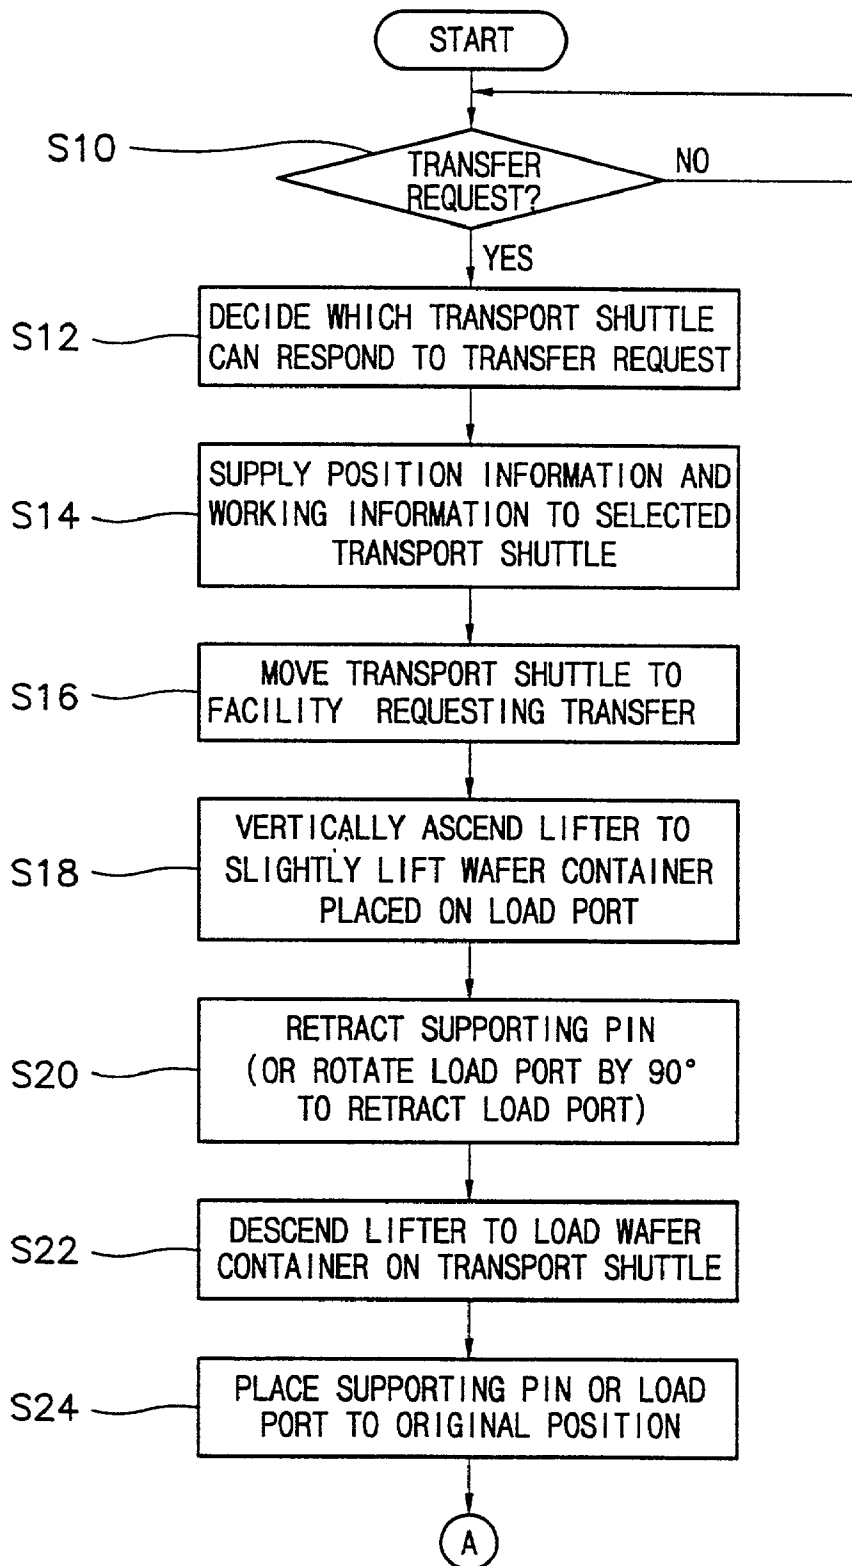 START
S10
TRANSFER
REQUEST?
NO
YES
S12
DECIDE WHICH TRANSPORT SHUTTLE
CAN RESPOND TO TRANSFER REQUEST
S14
SUPPLY POSITION INFORMATION AND
WORKING INFORMATION TO SELECTED
TRANSPORT SHUTTLE
S16
MOVE TRANSPORT SHUTTLE TO
FACILITY REQUESTING TRANSFER
S18
VERTICALLY ASCEND LIFTER TO
SLIGHTLY LIFT WAFER CONTAINER
PLACED ON LOAD PORT
S20
RETRACT SUPPORTING PIN
(OR ROTATE LOAD PORT BY 90°
TO RETRACT LOAD PORT)
S22
DESCEND LIFTER TO LOAD WAFER
CONTAINER ON TRANSPORT SHUTTLE
S24
PLACE SUPPORTING PIN OR LOAD
PORT TO ORIGINAL POSITION
A